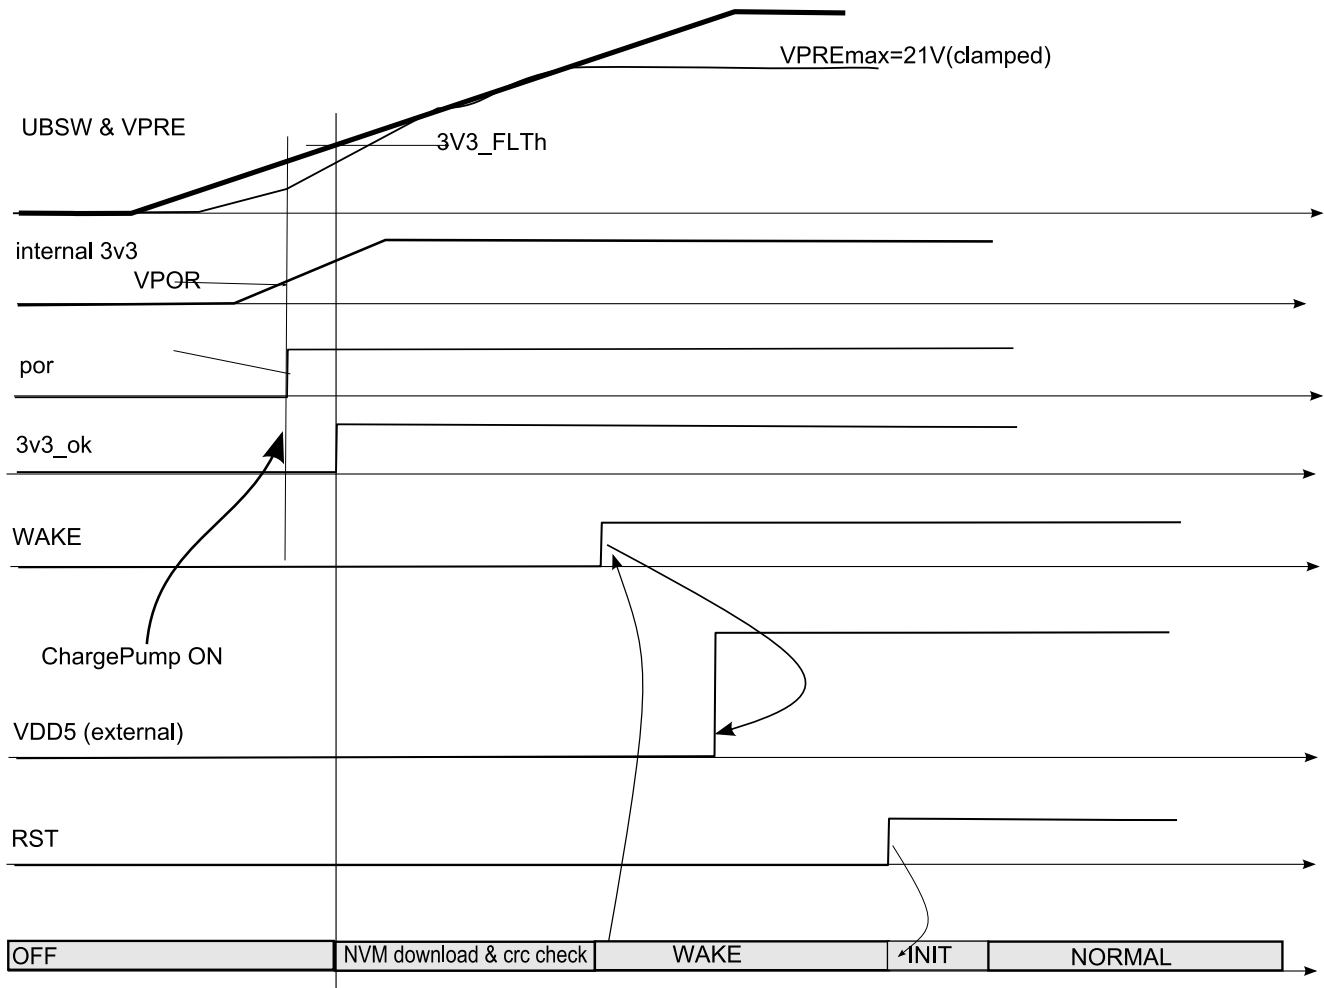 VPREmax=21V(clamped)
UBSW & VPRE
3V3_FLTh
internal 3v3
VPOR
por
3v3_ok
WAKE
ChargePump ON
VDD5 (external)
RST
OFF
NVM download & crc check
WAKE
INIT
NORMAL